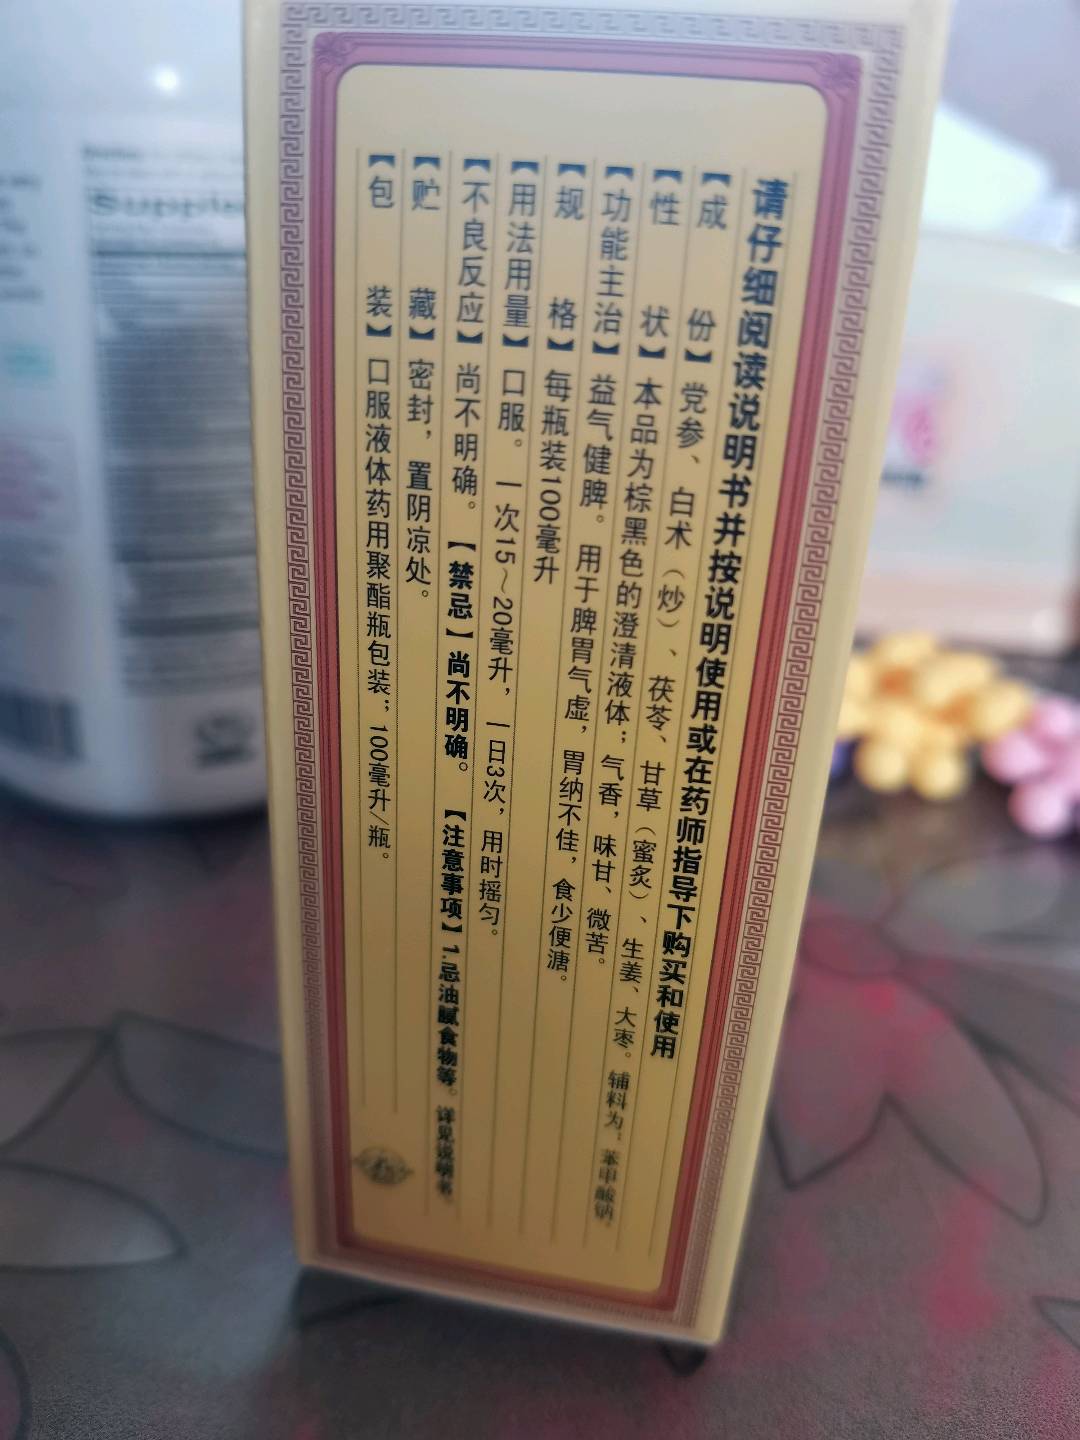 请仔细阅读说明书并按说明使用或在药师指导下购买和使用
【成份】党参、白术（炒）、茯苓、甘草（蜜炙）、生姜、大枣。辅料为：苯甲酸钠。
【性状】本品为棕黑色的澄清液体；气香，味甘、微苦。
【功能主治】益气健脾。用于脾胃气虚，胃纳不佳，食少便溏。
【规格】每瓶装100毫升
【用法用量】口服。一次15～20毫升，一日3次，用时摇匀。
【不良反应】尚不明确。【禁忌】尚不明确。【注意事项】1.忌油腻食物等。详见说明书。
【贮藏】密封，置阴凉处。
【包装】口服液体药用聚酯瓶包装；100毫升/瓶。
Supple